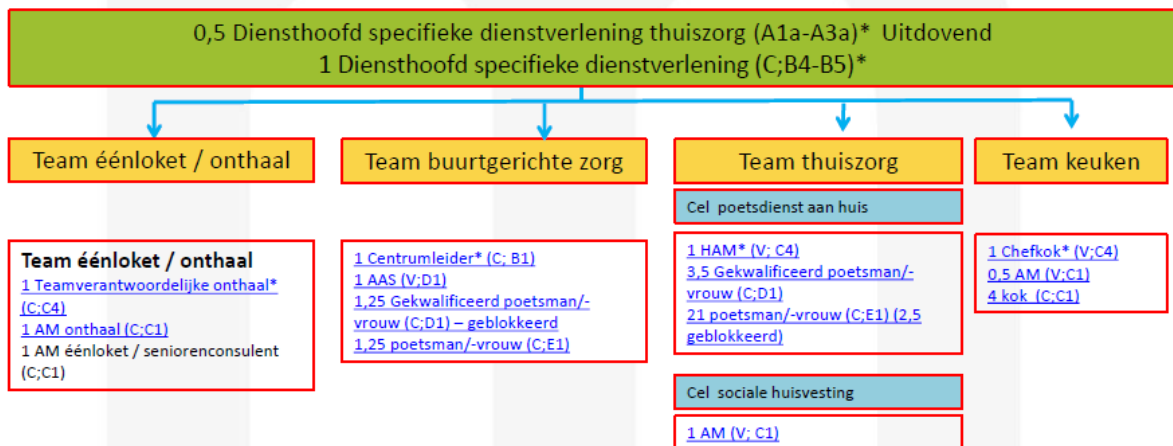 0,5 Diensthoofd specifieke dienstverlening thuiszorg (A1a-A3a)* Uitdovend
1 Diensthoofd specifieke dienstverlening (C;B4-B5)*
Team éénloket / onthaal
Team éénloket / onthaal
1 Teamverantwoordelijke onthaal*
(C;C4)
1 AM onthaal (C;C1)
1 AM éénloket / seniorenconsulent
(C;C1)
Team buurtgerichte zorg
1 Centrumleider* (C; B1)
1 AAS (V;D1)
1,25 Gekwalificeerd poetsman/-
vrouw (C;D1) – geblokkeerd
1,25 poetsman/-vrouw (C;E1)
Team thuiszorg
Cel poetsdienst aan huis
1 HAM* (V; C4)
3,5 Gekwalificeerd poetsman/-
vrouw (C;D1)
21 poetsman/-vrouw (C;E1) (2,5
geblokkeerd)
Cel sociale huisvesting
1 AM (V; C1)
Team keuken
1 Chefkok* (V;C4)
0,5 AM (V;C1)
4 kok (C;C1)